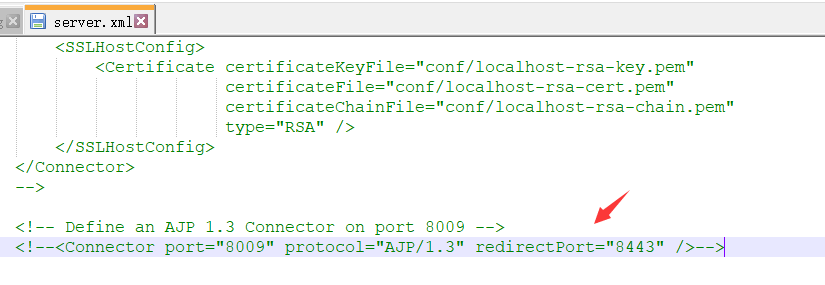 server.xml
<SSLHostConfig>
<Certificate certificateKeyFile="conf/localhost-rsa-key.pem"
certificateFile="conf/localhost-rsa-cert.pem"
certificateChainFile="conf/localhost-rsa-chain.pem"
type="RSA" />
</SSLHostConfig>
</Connector>
-->
<!-- Define an AJP 1.3 Connector on port 8009 -->
<!--<Connector port="8009" protocol="AJP/1.3" redirectPort="8443" />-->